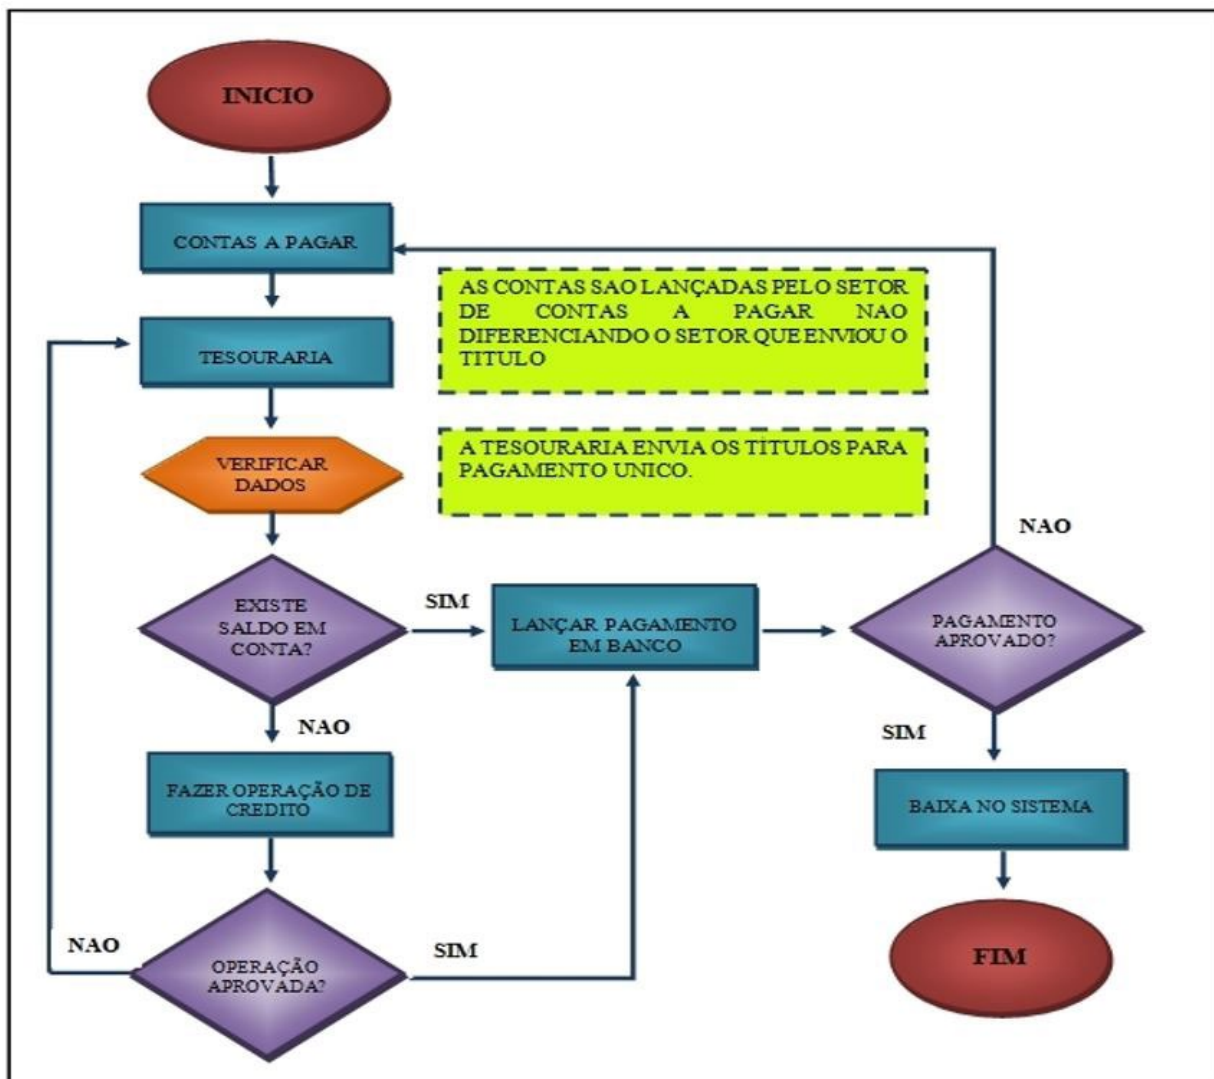 INICIO
CONTAS A PAGAR
AS CONTAS SAO LANÇADAS PELO SETOR
DE CONTAS A PAGAR NAO
DIFERENCIANDO O SETOR QUE ENVIOU O
TITULO
TESOURARIA
A TESOURARIA ENVIA OS TÍTULOS PARA
PAGAMENTO UNICO.
VERIFICAR
DADOS
NAO
EXISTE
SALDO EM
CONTA?
SIM
LANÇAR PAGAMENTO
EM BANCO
PAGAMENTO
APROVADO?
NAO
SIM
FAZER OPERAÇÃO DE
CREDITO
BAIXA NO SISTEMA
NAO
OPERAÇÃO
APROVADA?
SIM
FIM